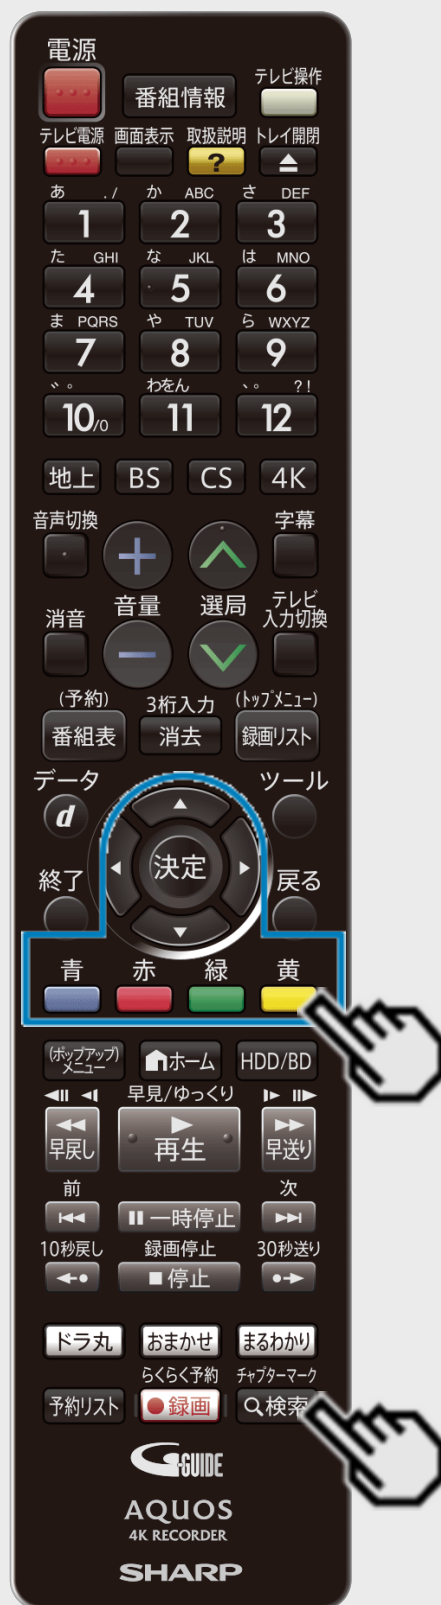 電源
番組情報
テレビ操作
テレビ電源 画面表示 取扱説明 トレイ開閉
?
あ ./ か ABC さ DEF
1 2 3
た GHI な JKL は MNO
4 5 6
ま PQRS や TUV ら WXYZ
7 8 9
゛゜ わをん 、。 ?!
10/0 11 12
地上 BS CS 4K
音声切換 字幕
+
消音 音量 選局 テレビ
入力切換
−
(予約) 3桁入力 (トップメニュー)
番組表 消去 録画リスト
データ ツール
d
決定
終了 戻る
青 赤 緑 黄
(ポップアップ)
メニュー ホーム HDD/BD
早見/ゆっくり
早戻し 再生 早送り
前 次
一時停止
10秒戻し 録画停止 30秒送り
停止
ドラ丸 おまかせ まるわかり
らくらく予約 チャプターマーク
予約リスト 録画 検索
G-GUIDE
AQUOS
4K RECORDER
SHARP